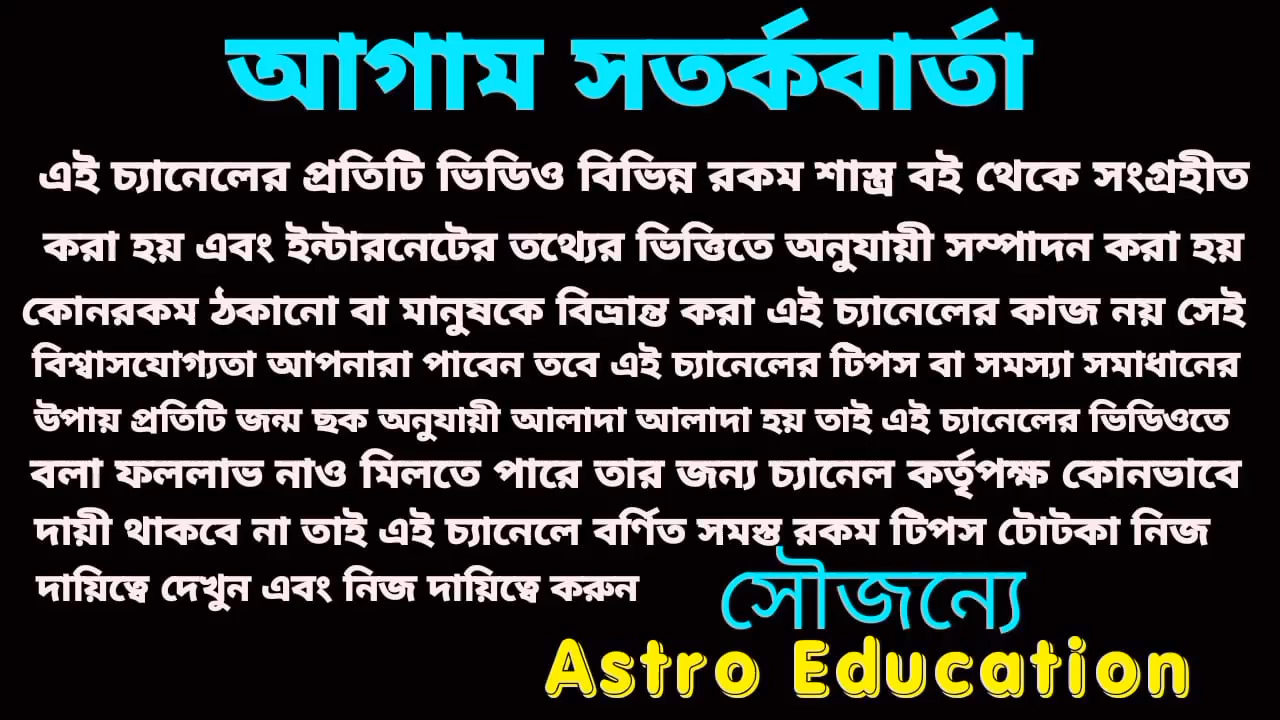 আগাম সতর্কবার্তা
এই চ্যানেলের প্রতিটি ভিডিও বিভিন্ন রকম শাস্ত্র বই থেকে সংগ্রহীত
করা হয় এবং ইন্টারনেটের তথ্যের ভিত্তিতে অনুযায়ী সম্পাদন করা হয়
কোনরকম ঠকানো বা মানুষকে বিভ্রান্ত করা এই চ্যানেলের কাজ নয় সেই
বিশ্বাসযোগ্যতা আপনারা পাবেন তবে এই চ্যানেলের টিপস বা সমস্যা সমাধানের
উপায় প্রতিটি জন্ম ছক অনুযায়ী আলাদা আলাদা হয় তাই এই চ্যানেলের ভিডিওতে
বলা ফললাভ নাও মিলতে পারে তার জন্য চ্যানেল কর্তৃপক্ষ কোনভাবে
দায়ী থাকবে না তাই এই চ্যানেলে বর্ণিত সমস্ত রকম টিপস টোটকা নিজ
দায়িত্বে দেখুন এবং নিজ দায়িত্বে করুন
সৌজন্যে
Astro Education